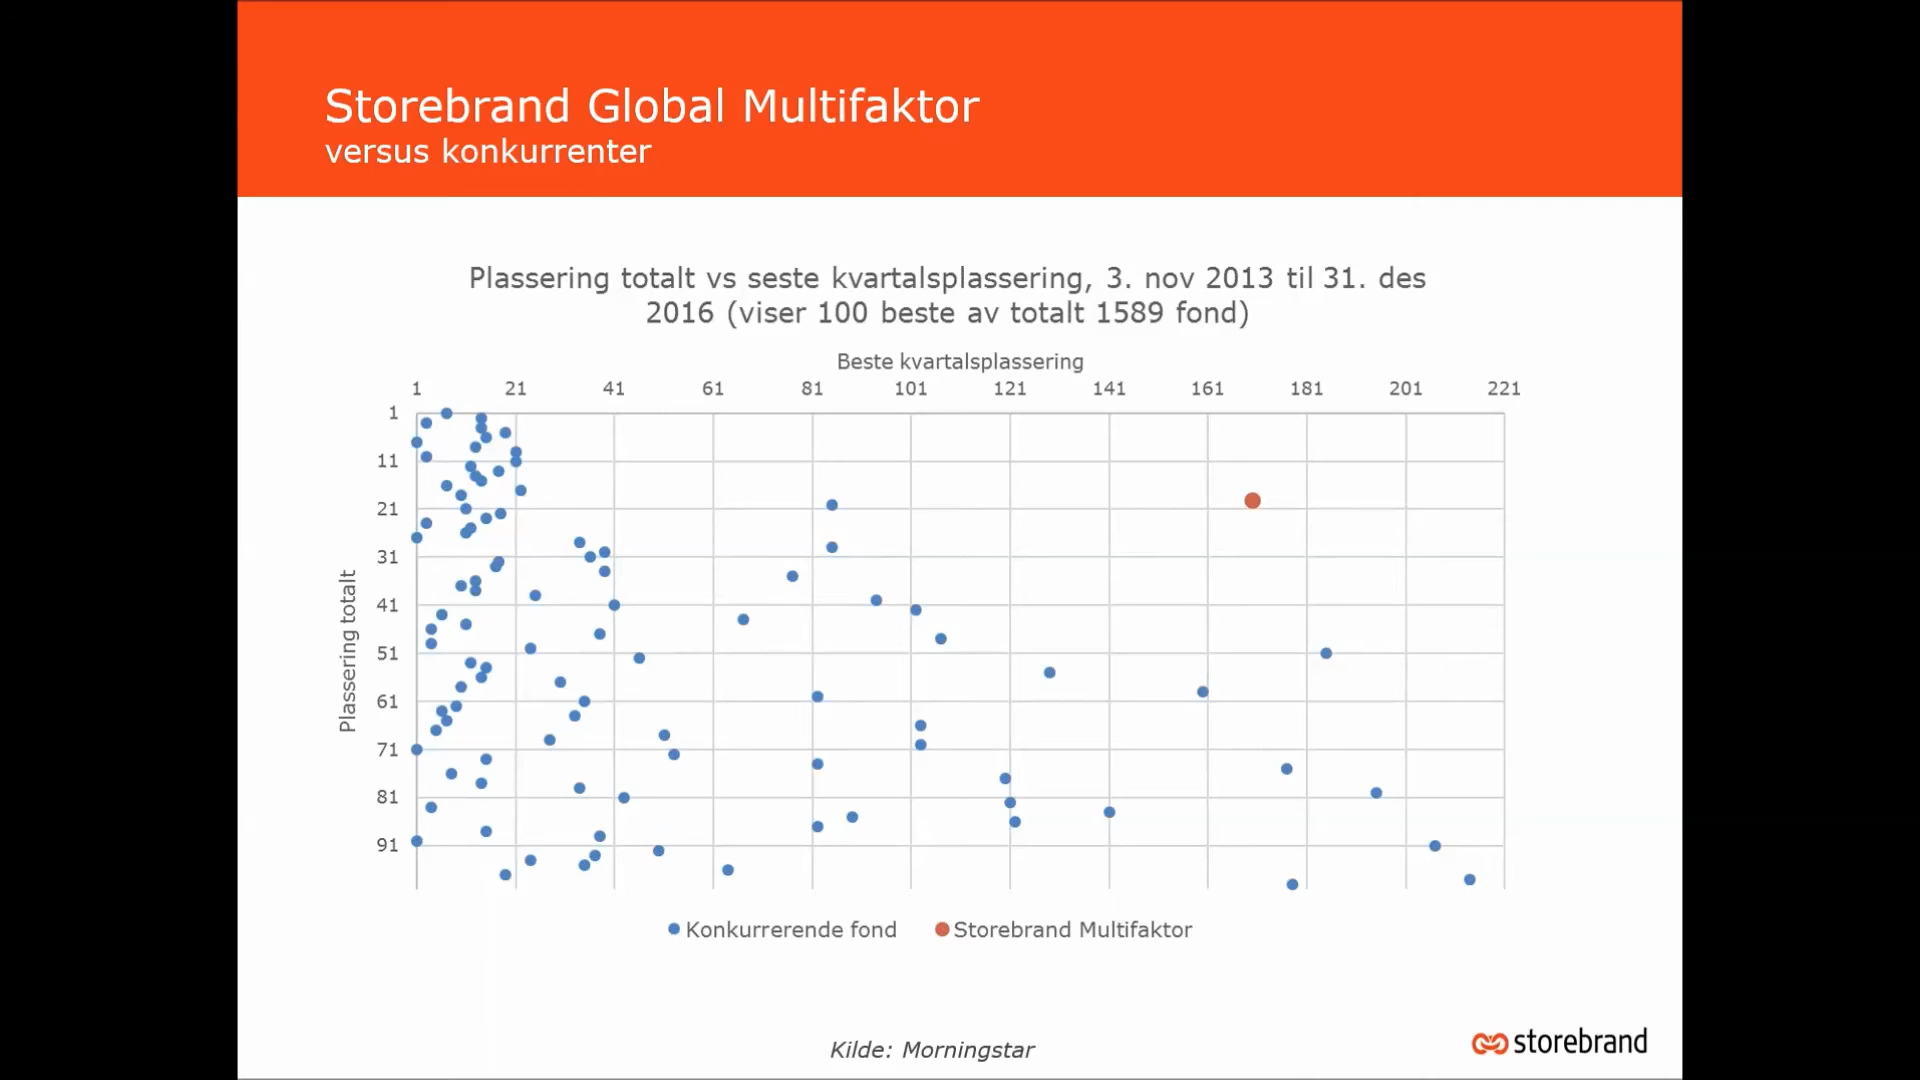 Storebrand Global Multifaktor
versus konkurrenter
Plassering totalt vs seste kvartalsplassering, 3. nov 2013 til 31. des
2016 (viser 100 beste av totalt 1589 fond)
Beste kvartalsplassering
1 21 41 61 81 101 121 141 161 181 201 221
1
11
21
31
41
51
61
71
81
91
Plassering totalt
Konkurrerende fond Storebrand Multifaktor
Kilde: Morningstar
storebrand